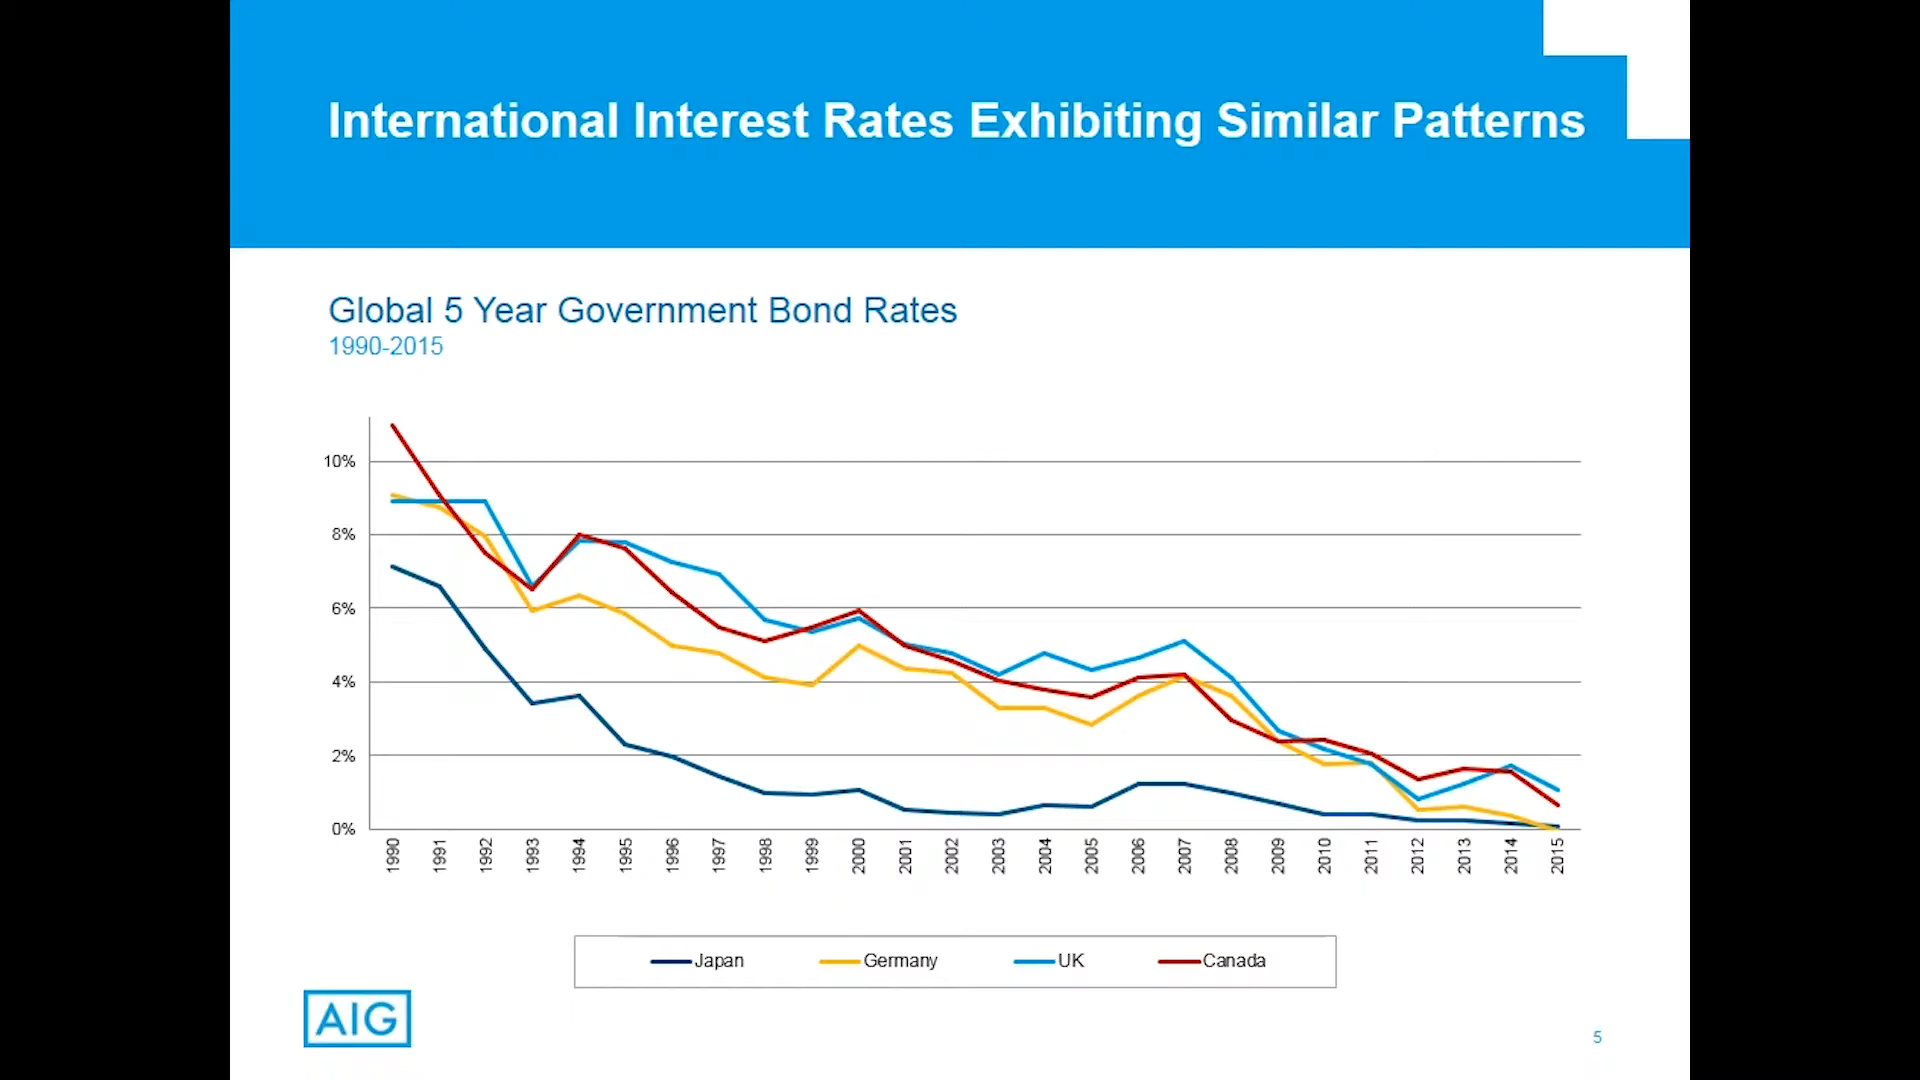 International Interest Rates Exhibiting Similar Patterns
Global 5 Year Government Bond Rates
1990-2015
10%
8%
6%
4%
2%
0%
1990 1991 1992 1993 1994 1995 1996 1997 1998 1999 2000 2001 2002 2003 2004 2005 2006 2007 2008 2009 2010 2011 2012 2013 2014 2015
Japan Germany UK Canada
AIG
5